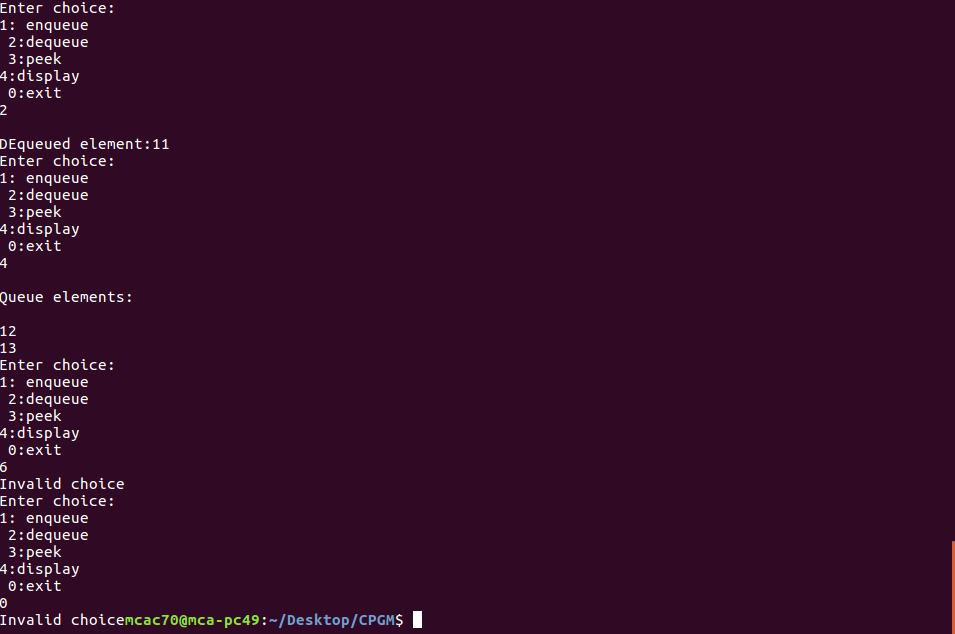 Enter choice:
1: enqueue
 2:dequeue
 3:peek
4:display
 0:exit
2

DEqueued element:11
Enter choice:
1: enqueue
 2:dequeue
 3:peek
4:display
 0:exit
4

Queue elements:

12
13
Enter choice:
1: enqueue
 2:dequeue
 3:peek
4:display
 0:exit
6
Invalid choice
Enter choice:
1: enqueue
 2:dequeue
 3:peek
4:display
 0:exit
0
Invalid choicemcac70@mca-pc49:~/Desktop/CPGM$